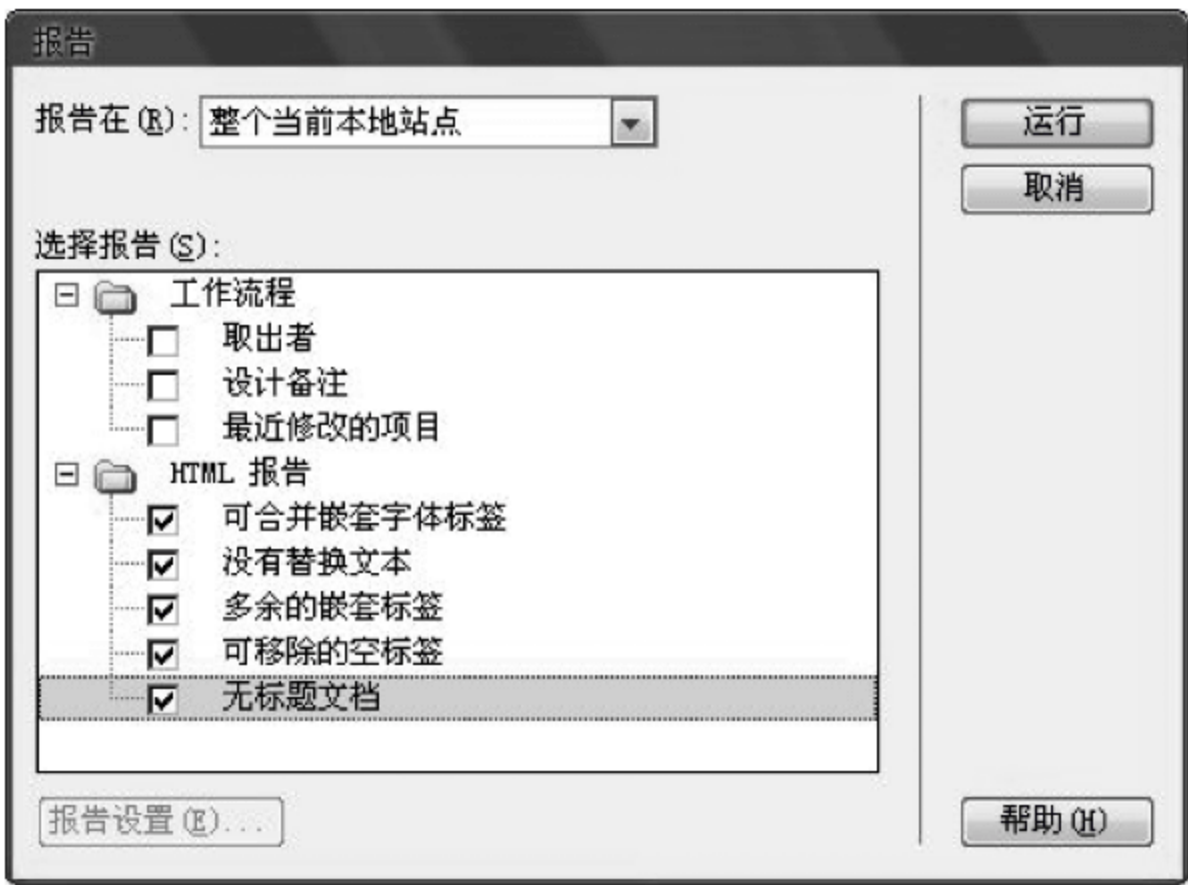 报告
报告在(R): 整个当前本地站点
运行
取消
选择报告(S):
工作流程
取出者
设计备注
最近修改的项目
HTML 报告
可合并嵌套字体标签
没有替换文本
多余的嵌套标签
可移除的空标签
无标题文档
报告设置(E)...
帮助(H)